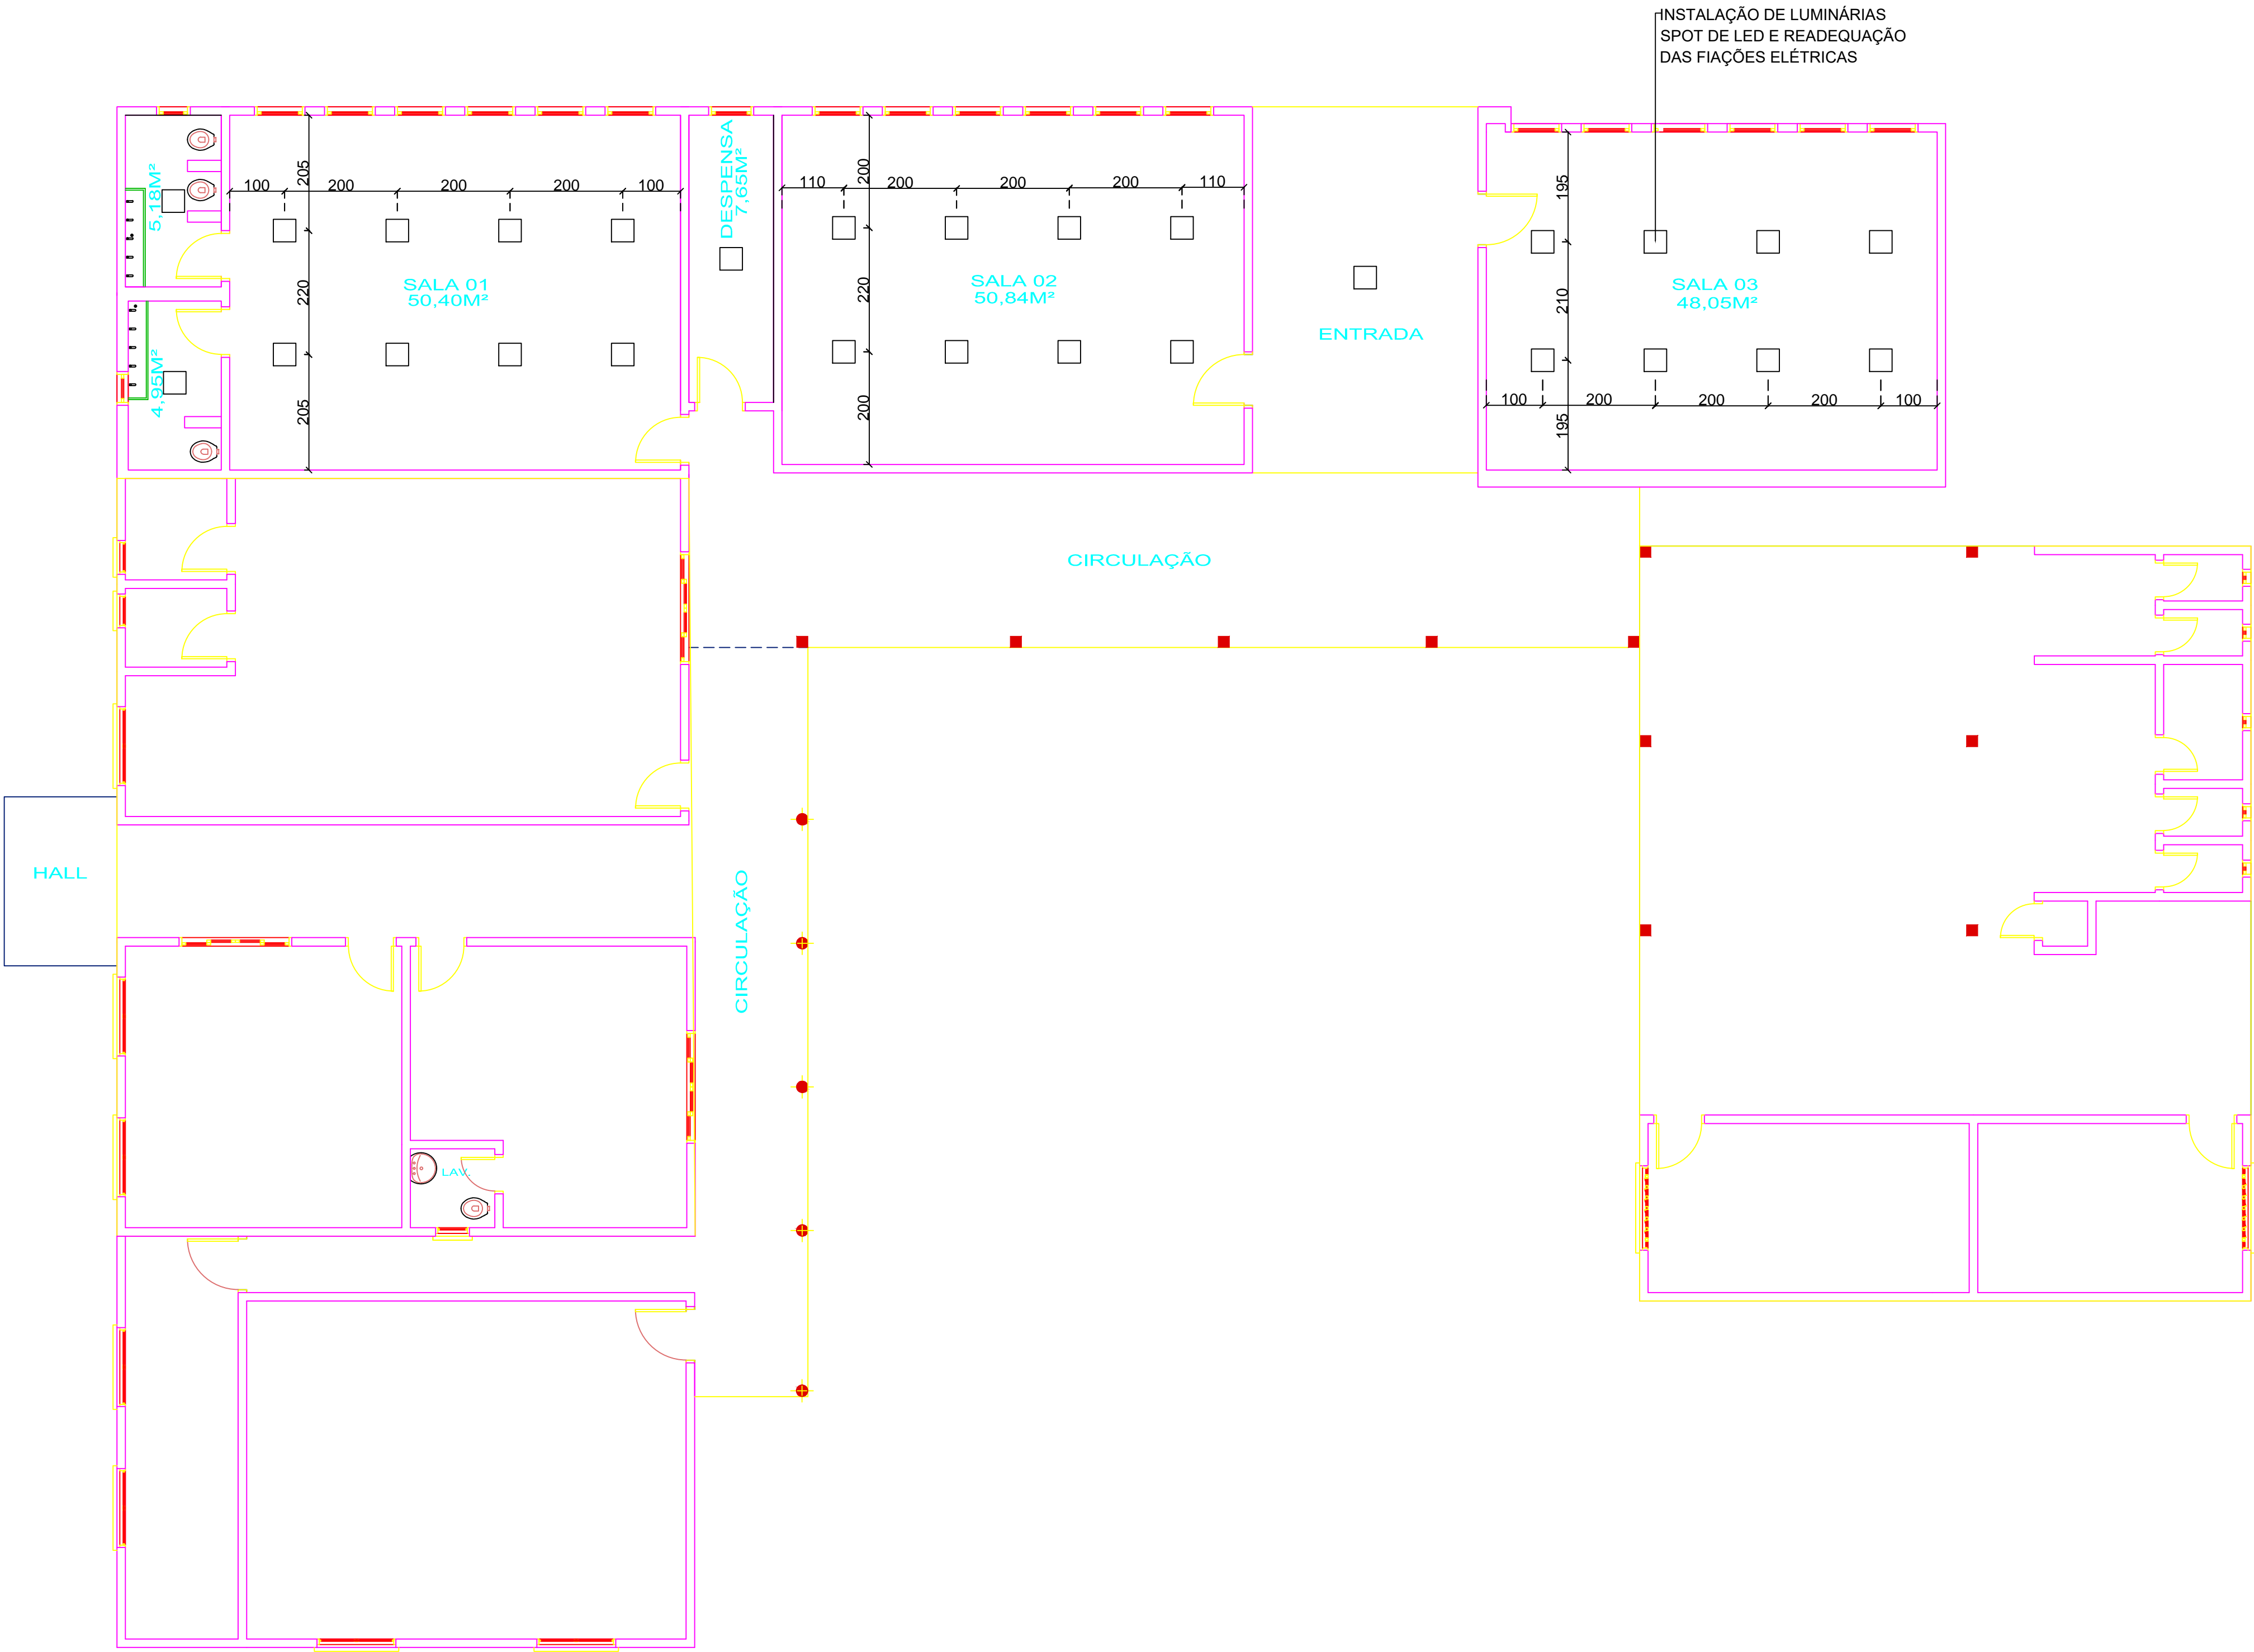 INSTALAÇÃO DE LUMINÁRIAS
SPOT DE LED E READEQUAÇÃO
DAS FIAÇÕES ELÉTRICAS
5,18M²
4,95M²
100
200
200
200
100
205
220
205
SALA 01
50,40M²
DESPENSA
7,65M²
110
200
200
200
110
200
220
200
SALA 02
50,84M²
ENTRADA
195
210
195
SALA 03
48,05M²
100
200
200
200
100
CIRCULAÇÃO
HALL
CIRCULAÇÃO
LAV.